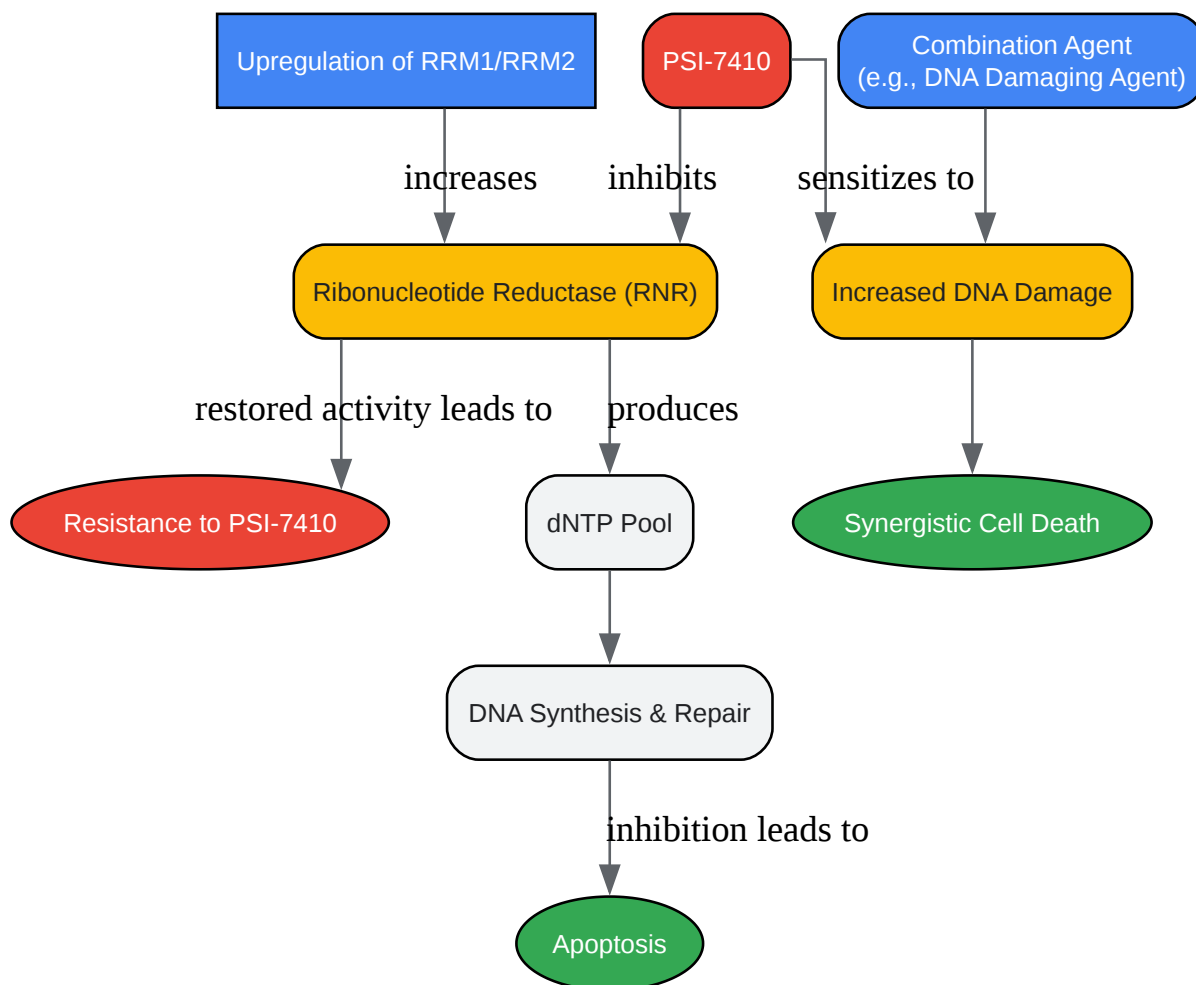 Upregulation of RRM1/RRM2
PSI-7410
Combination Agent
(e.g., DNA Damaging Agent)
increases
inhibits
sensitizes to
Ribonucleotide Reductase (RNR)
Increased DNA Damage
restored activity leads to
produces
Resistance to PSI-7410
dNTP Pool
Synergistic Cell Death
DNA Synthesis & Repair
inhibition leads to
Apoptosis